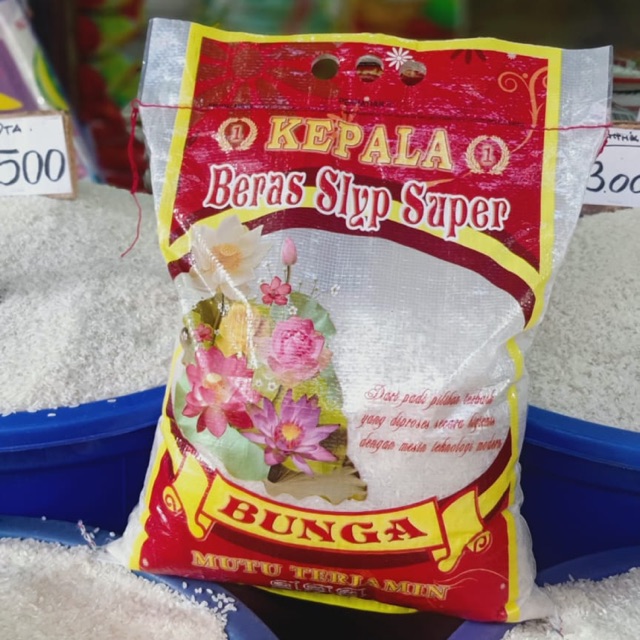 1 KEPALA 1
Beras Slyp Super
500
3.00
Dari padi pilihan terbaik
yang diproses secara higienis
dengan mesin teknologi modern
BUNGA
MUTU TERJAMIN